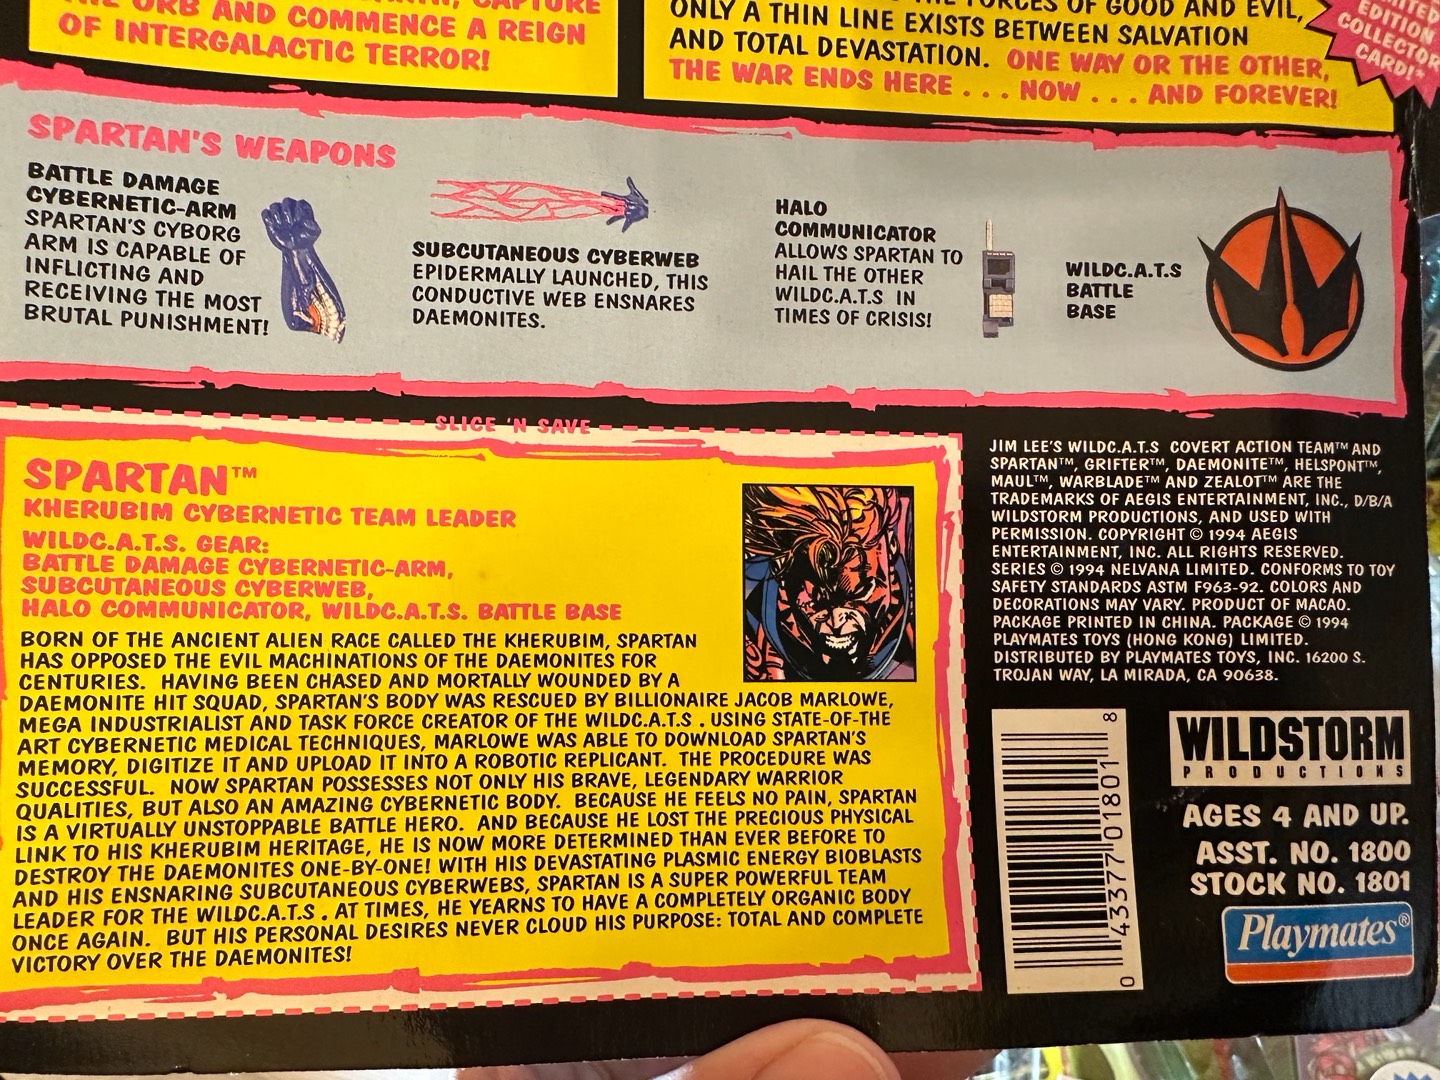 THE ORB AND COMMENCE A REIGN
OF INTERGALACTIC TERROR!
THE FORCES OF GOOD AND EVIL,
ONLY A THIN LINE EXISTS BETWEEN SALVATION
AND TOTAL DEVASTATION. ONE WAY OR THE OTHER,
THE WAR ENDS HERE . . . NOW . . . AND FOREVER!
EDITION
COLLECTOR
CARD!*
SPARTAN'S WEAPONS
BATTLE DAMAGE
CYBERNETIC-ARM
SPARTAN'S CYBORG
ARM IS CAPABLE OF
INFLICTING AND
RECEIVING THE MOST
BRUTAL PUNISHMENT!
SUBCUTANEOUS CYBERWEB
EPIDERMALLY LAUNCHED, THIS
CONDUCTIVE WEB ENSNARES
DAEMONITES.
HALO
COMMUNICATOR
ALLOWS SPARTAN TO
HAIL THE OTHER
WILDC.A.T.S IN
TIMES OF CRISIS!
WILDC.A.T.S
BATTLE
BASE
SLICE 'N SAVE
SPARTAN™
KHERUBIM CYBERNETIC TEAM LEADER
WILDC.A.T.S. GEAR:
BATTLE DAMAGE CYBERNETIC-ARM,
SUBCUTANEOUS CYBERWEB,
HALO COMMUNICATOR, WILDC.A.T.S. BATTLE BASE
BORN OF THE ANCIENT ALIEN RACE CALLED THE KHERUBIM, SPARTAN
HAS OPPOSED THE EVIL MACHINATIONS OF THE DAEMONITES FOR
CENTURIES. HAVING BEEN CHASED AND MORTALLY WOUNDED BY A
DAEMONITE HIT SQUAD, SPARTAN'S BODY WAS RESCUED BY BILLIONAIRE JACOB MARLOWE,
MEGA INDUSTRIALIST AND TASK FORCE CREATOR OF THE WILDC.A.T.S . USING STATE-OF-THE
ART CYBERNETIC MEDICAL TECHNIQUES, MARLOWE WAS ABLE TO DOWNLOAD SPARTAN'S
MEMORY, DIGITIZE IT AND UPLOAD IT INTO A ROBOTIC REPLICANT. THE PROCEDURE WAS
SUCCESSFUL. NOW SPARTAN POSSESSES NOT ONLY HIS BRAVE, LEGENDARY WARRIOR
QUALITIES, BUT ALSO AN AMAZING CYBERNETIC BODY. BECAUSE HE FEELS NO PAIN, SPARTAN
IS A VIRTUALLY UNSTOPPABLE BATTLE HERO. AND BECAUSE HE LOST THE PRECIOUS PHYSICAL
LINK TO HIS KHERUBIM HERITAGE, HE IS NOW MORE DETERMINED THAN EVER BEFORE TO
DESTROY THE DAEMONITES ONE-BY-ONE! WITH HIS DEVASTATING PLASMIC ENERGY BIOBLASTS
AND HIS ENSNARING SUBCUTANEOUS CYBERWEBS, SPARTAN IS A SUPER POWERFUL TEAM
LEADER FOR THE WILDC.A.T.S . AT TIMES, HE YEARNS TO HAVE A COMPLETELY ORGANIC BODY
ONCE AGAIN. BUT HIS PERSONAL DESIRES NEVER CLOUD HIS PURPOSE: TOTAL AND COMPLETE
VICTORY OVER THE DAEMONITES!
JIM LEE'S WILDC.A.T.S COVERT ACTION TEAM™ AND
SPARTAN™, GRIFTER™, DAEMONITE™, HELSPONT™,
MAUL™, WARBLADE™ AND ZEALOT™ ARE THE
TRADEMARKS OF AEGIS ENTERTAINMENT, INC., D/B/A
WILDSTORM PRODUCTIONS, AND USED WITH
PERMISSION. COPYRIGHT © 1994 AEGIS
ENTERTAINMENT, INC. ALL RIGHTS RESERVED.
SERIES © 1994 NELVANA LIMITED. CONFORMS TO TOY
SAFETY STANDARDS ASTM F963-92. COLORS AND
DECORATIONS MAY VARY. PRODUCT OF MACAO.
PACKAGE PRINTED IN CHINA. PACKAGE © 1994
PLAYMATES TOYS (HONG KONG) LIMITED.
DISTRIBUTED BY PLAYMATES TOYS, INC. 16200 S.
TROJAN WAY, LA MIRADA, CA 90638.
0 43377 01801 8
WILDSTORM
PRODUCTIONS
AGES 4 AND UP.
ASST. NO. 1800
STOCK NO. 1801
Playmates®